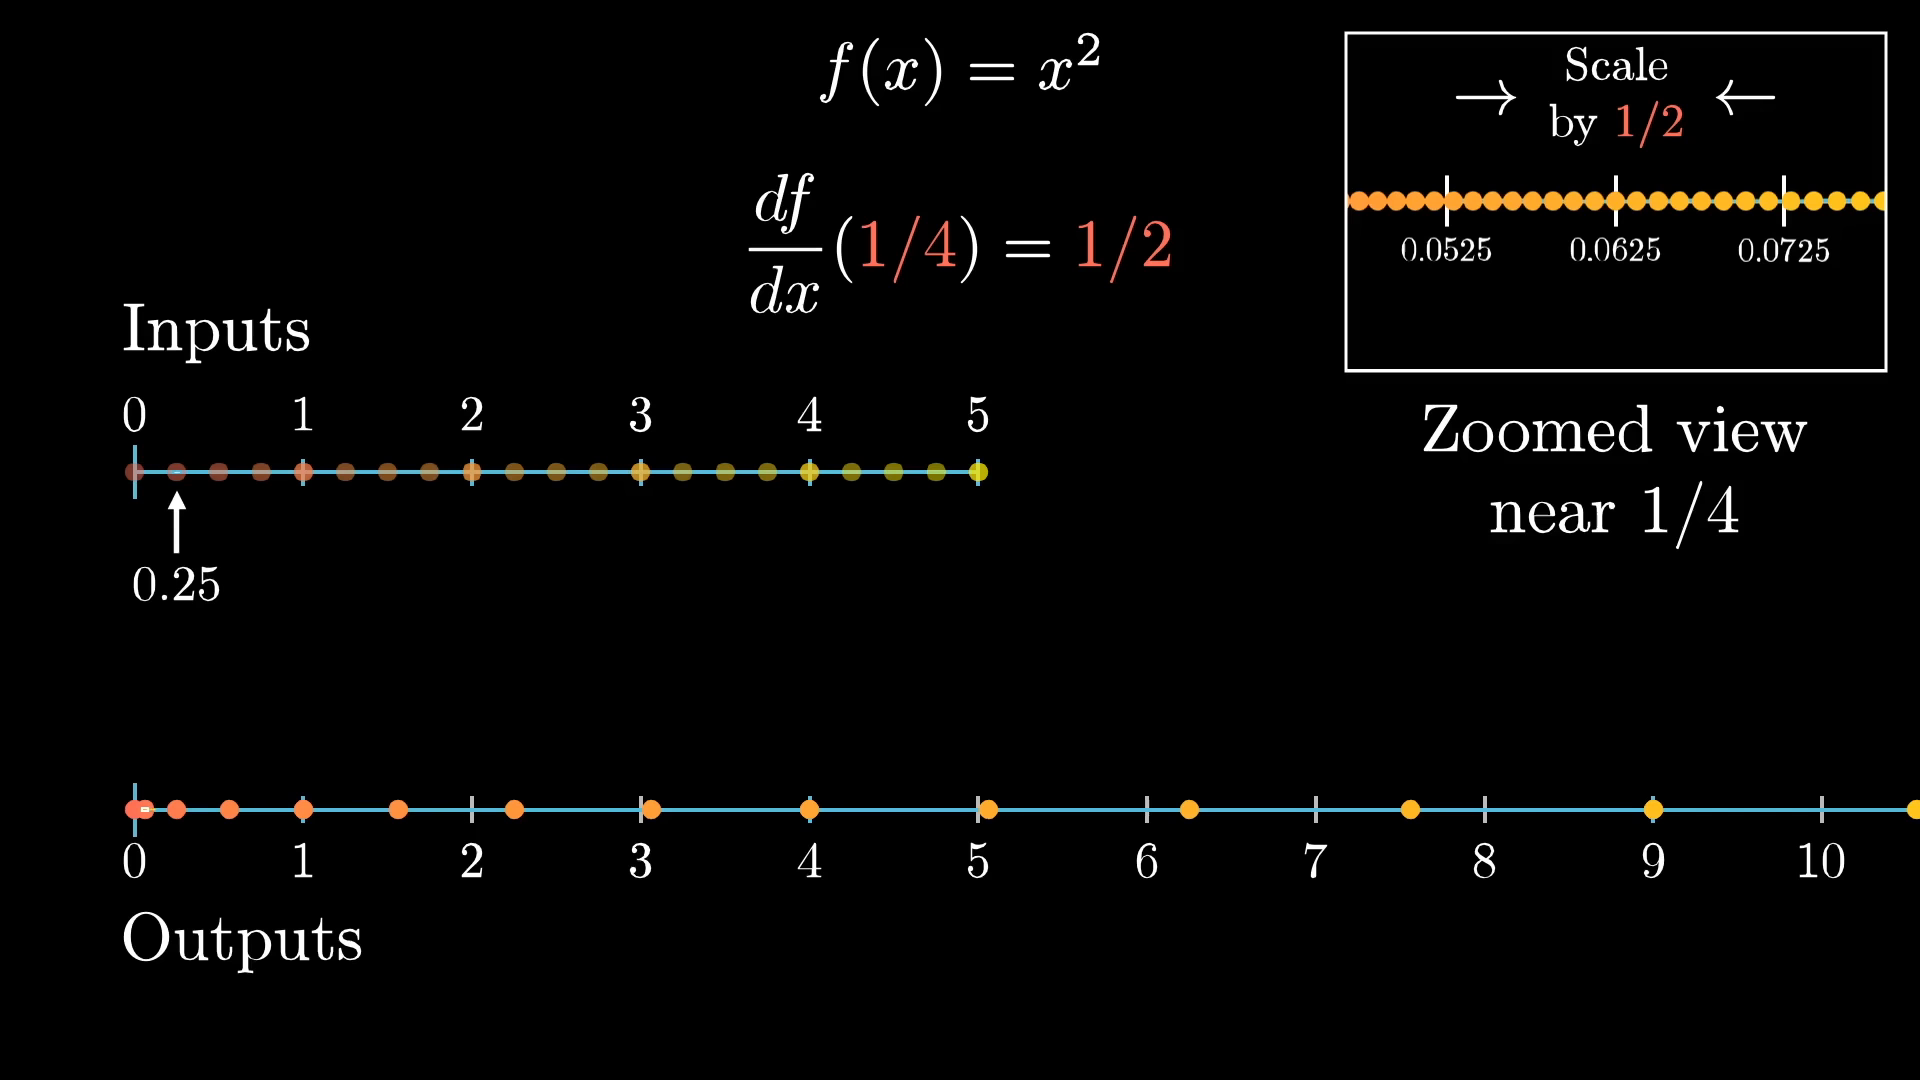 f(x) = x²
df/dx (1/4) = 1/2
Scale
by 1/2
0.0525 0.0625 0.0725
Zoomed view
near 1/4
Inputs
0 1 2 3 4 5
0.25
0 1 2 3 4 5 6 7 8 9 10
Outputs